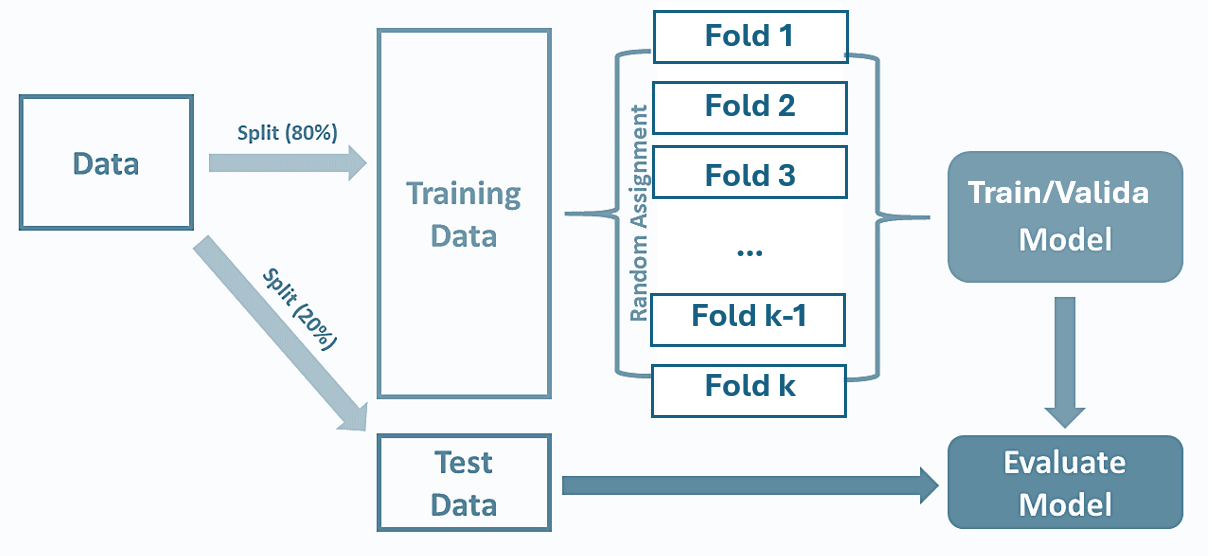 Data
Split (80%)
Split (20%)
Training
Data
Test
Data
Random Assignment
Fold 1
Fold 2
Fold 3
...
Fold k-1
Fold k
Train/Valida
Model
Evaluate
Model